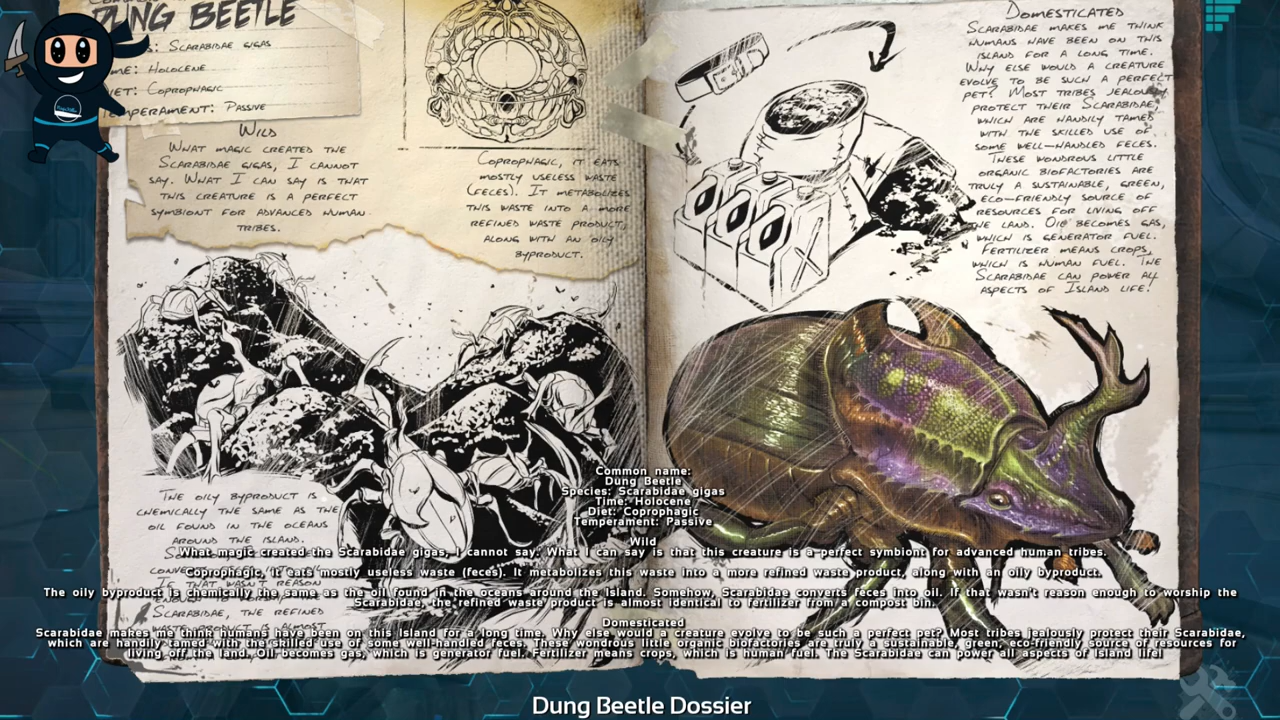 DUNG BEETLE
: Scarabidae gigas
me: Holocene
iet: Coprophagic
Temperament: Passive
Wild
What magic created the
Scarabidae gigas, I cannot
say. What I can say is that
this creature is a perfect
symbiont for advanced human
tribes.
Coprophagic, it eats
mostly useless waste
(feces). It metabolizes
this waste into a more
refined waste product,
along with an oily
byproduct.
The oily byproduct is
chemically the same as the
oil found in the oceans
around the island.
If that wasn't reason
Scarabidae, the refined
waste product is almost
Domesticated
Scarabidae makes me think
humans have been on this
island for a long time.
Why else would a creature
evolve to be such a perfect
pet? Most tribes jealously
protect their Scarabidae,
which are handily tamed
with the skilled use of
some well-handled feces.
These wondrous little
organic biofactories are
truly a sustainable, green,
eco-friendly source of
resources for living off
the land. Oil becomes gas,
which is generator fuel.
Fertilizer means crops,
which is human fuel. The
Scarabidae can power all
aspects of Island life!
Common name:
Dung Beetle
Species: Scarabidae gigas
Time: Holocene
Diet: Coprophagic
Temperament: Passive
Wild
What magic created the Scarabidae gigas, I cannot say. What I can say is that this creature is a perfect symbiont for advanced human tribes.
Coprophagic, it eats mostly useless waste (feces). It metabolizes this waste into a more refined waste product, along with an oily byproduct.
The oily byproduct is chemically the same as the oil found in the oceans around the island. Somehow, Scarabidae converts feces into oil. If that wasn't reason enough to worship the
Scarabidae, the refined waste product is almost identical to fertilizer from a compost bin.
Domesticated
Scarabidae makes me think humans have been on this Island for a long time. Why else would a creature evolve to be such a perfect pet? Most tribes jealously protect their Scarabidae,
which are handily tamed with the skilled use of some well-handled feces. These wondrous little organic biofactories are truly a sustainable, green, eco-friendly source of resources for
living off the land. Oil becomes gas, which is generator fuel. Fertilizer means crops, which is human fuel. The Scarabidae can power all aspects of Island life!
Dung Beetle Dossier